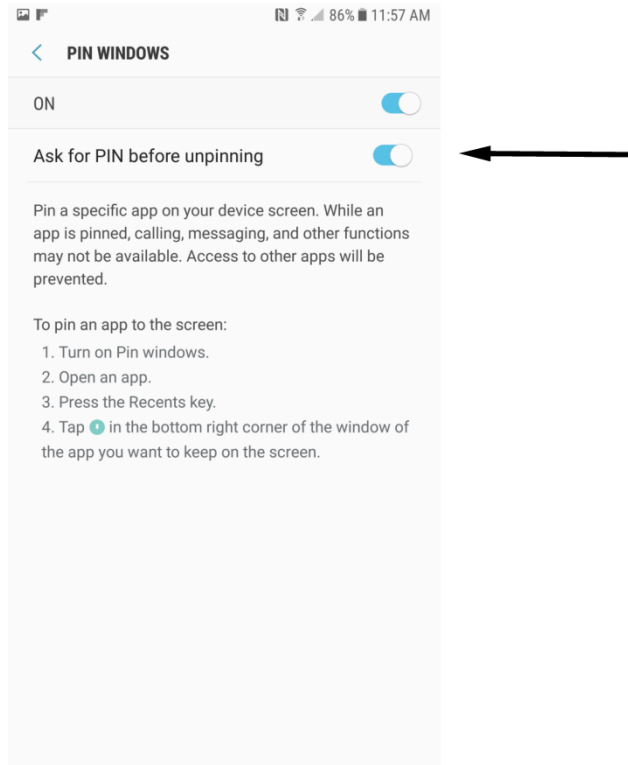 86% 11:57 AM
PIN WINDOWS
ON
Ask for PIN before unpinning
Pin a specific app on your device screen. While an
app is pinned, calling, messaging, and other functions
may not be available. Access to other apps will be
prevented.
To pin an app to the screen:
1. Turn on Pin windows.
2. Open an app.
3. Press the Recents key.
4. Tap in the bottom right corner of the window of
the app you want to keep on the screen.